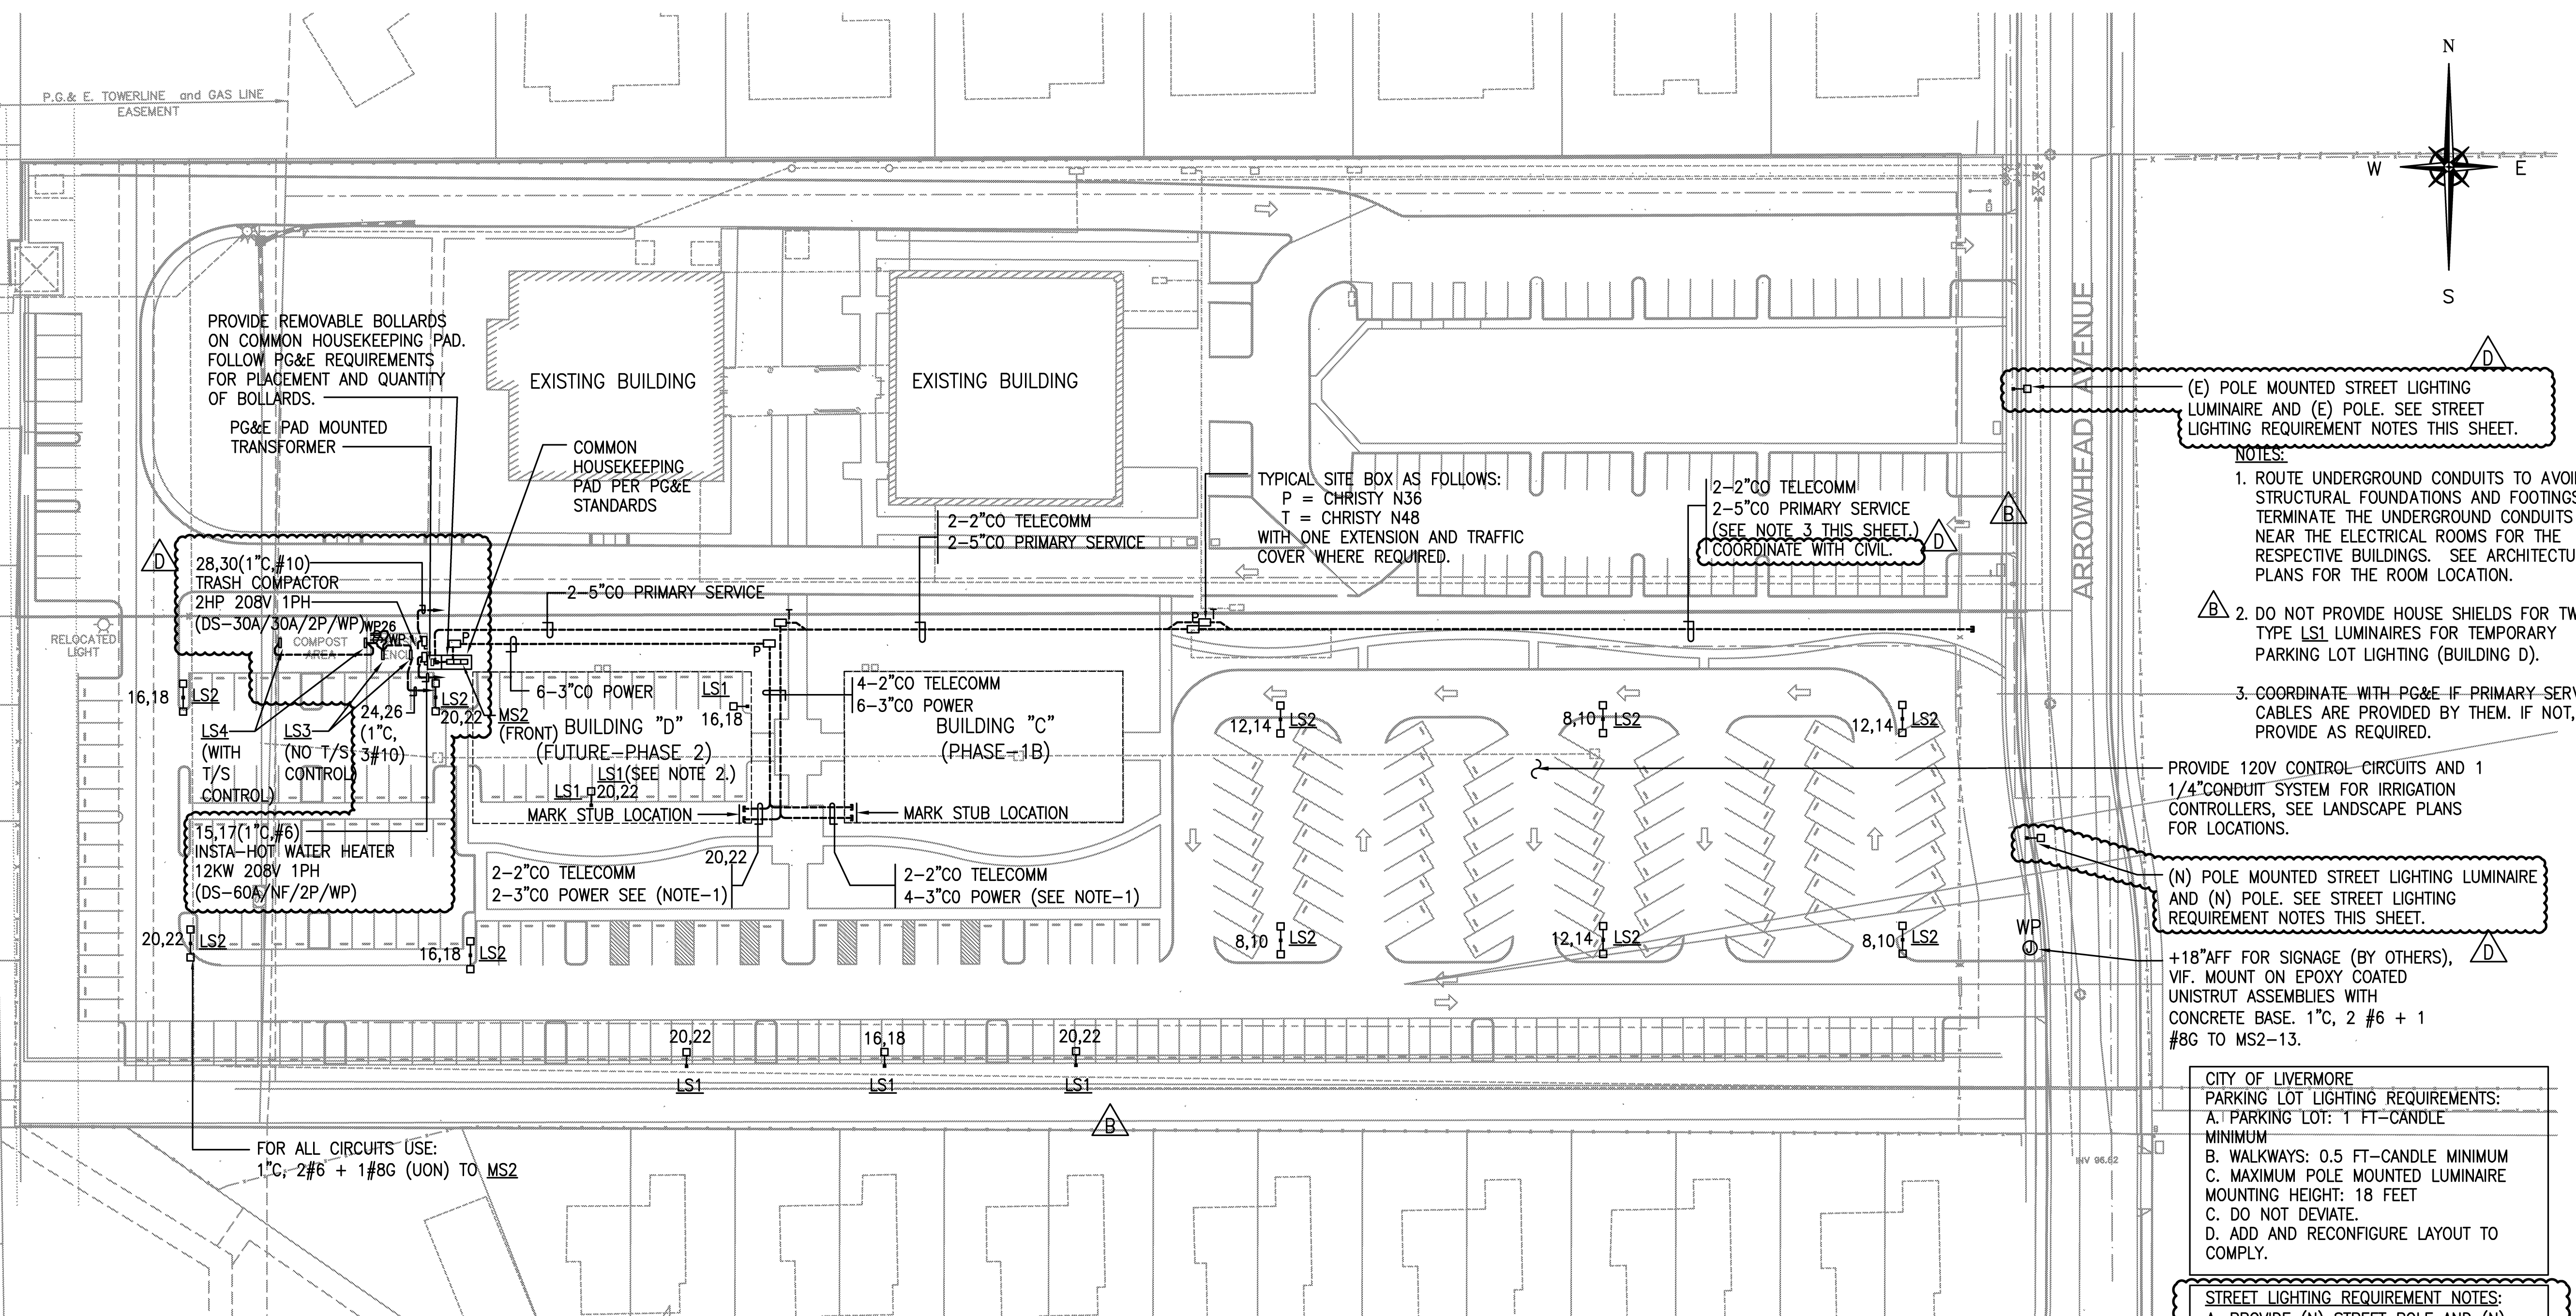 P.G.& E. TOWERLINE and GAS LINE
EASEMENT
N
W
E
S
PROVIDE REMOVABLE BOLLARDS
ON COMMON HOUSEKEEPING PAD.
FOLLOW PG&E REQUIREMENTS
FOR PLACEMENT AND QUANTITY
OF BOLLARDS.
PG&E PAD MOUNTED
TRANSFORMER
COMMON
HOUSEKEEPING
PAD PER PG&E
STANDARDS
EXISTING BUILDING
EXISTING BUILDING
2-2"CO TELECOMM
2-5"CO PRIMARY SERVICE
TYPICAL SITE BOX AS FOLLOWS:
P = CHRISTY N36
T = CHRISTY N48
WITH ONE EXTENSION AND TRAFFIC
COVER WHERE REQUIRED.
2-2"CO TELECOMM
2-5"CO PRIMARY SERVICE
(SEE NOTE 3 THIS SHEET.)
COORDINATE WITH CIVIL.
D
B
ARROWHEAD AVENUE
D
(E) POLE MOUNTED STREET LIGHTING
LUMINAIRE AND (E) POLE. SEE STREET
LIGHTING REQUIREMENT NOTES THIS SHEET.
NOTES:
1. ROUTE UNDERGROUND CONDUITS TO AVOI
STRUCTURAL FOUNDATIONS AND FOOTINGS
TERMINATE THE UNDERGROUND CONDUITS
NEAR THE ELECTRICAL ROOMS FOR THE
RESPECTIVE BUILDINGS. SEE ARCHITECTU
PLANS FOR THE ROOM LOCATION.
B
2. DO NOT PROVIDE HOUSE SHIELDS FOR TW
TYPE LS1 LUMINAIRES FOR TEMPORARY
PARKING LOT LIGHTING (BUILDING D).
3. COORDINATE WITH PG&E IF PRIMARY SERV
CABLES ARE PROVIDED BY THEM. IF NOT,
PROVIDE AS REQUIRED.
D
28,30(1"C,#10)
TRASH COMPACTOR
2HP 208V 1PH
(DS-30A/30A/2P/WP)
WP26
WP
COMPOST
AREA
ENCL
RELOCATED
LIGHT
2-5"CO PRIMARY SERVICE
P
T
P
P
T
16,18
LS2
LS4
(WITH
T/S
CONTROL)
LS3
(NO T/S
CONTROL)
24,26
(1"C,
3#10)
LS2
20,22
MS2
(FRONT)
6-3"CO POWER
LS1
16,18
BUILDING "D"
(FUTURE-PHASE 2)
LS1(SEE NOTE 2.)
LS1
20,22
MARK STUB LOCATION
4-2"CO TELECOMM
6-3"CO POWER
BUILDING "C"
(PHASE-1B)
MARK STUB LOCATION
12,14
LS2
8,10
LS2
12,14
LS2
PROVIDE 120V CONTROL CIRCUITS AND 1
1/4"CONDUIT SYSTEM FOR IRRIGATION
CONTROLLERS, SEE LANDSCAPE PLANS
FOR LOCATIONS.
15,17(1"C,#6)
INSTA-HOT WATER HEATER
12KW 208V 1PH
(DS-60A/NF/2P/WP)
20,22
2-2"CO TELECOMM
2-3"CO POWER SEE (NOTE-1)
2-2"CO TELECOMM
4-3"CO POWER (SEE NOTE-1)
(N) POLE MOUNTED STREET LIGHTING LUMINAIRE
AND (N) POLE. SEE STREET LIGHTING
REQUIREMENT NOTES THIS SHEET.
D
20,22
LS2
16,18
LS2
8,10
LS2
12,14
LS2
8,10
LS2
WP
J
+18"AFF FOR SIGNAGE (BY OTHERS),
VIF. MOUNT ON EPOXY COATED
UNISTRUT ASSEMBLIES WITH
CONCRETE BASE. 1"C, 2 #6 + 1
#8G TO MS2-13.
20,22
LS1
16,18
LS1
20,22
LS1
B
FOR ALL CIRCUITS USE:
1"C, 2#6 + 1#8G (UON) TO MS2
INV 96.62
CITY OF LIVERMORE
PARKING LOT LIGHTING REQUIREMENTS:
A. PARKING LOT: 1 FT-CANDLE
MINIMUM
B. WALKWAYS: 0.5 FT-CANDLE MINIMUM
C. MAXIMUM POLE MOUNTED LUMINAIRE
MOUNTING HEIGHT: 18 FEET
C. DO NOT DEVIATE.
D. ADD AND RECONFIGURE LAYOUT TO
COMPLY.
STREET LIGHTING REQUIREMENT NOTES:
A. PROVIDE (N) STREET POLE AND (N)